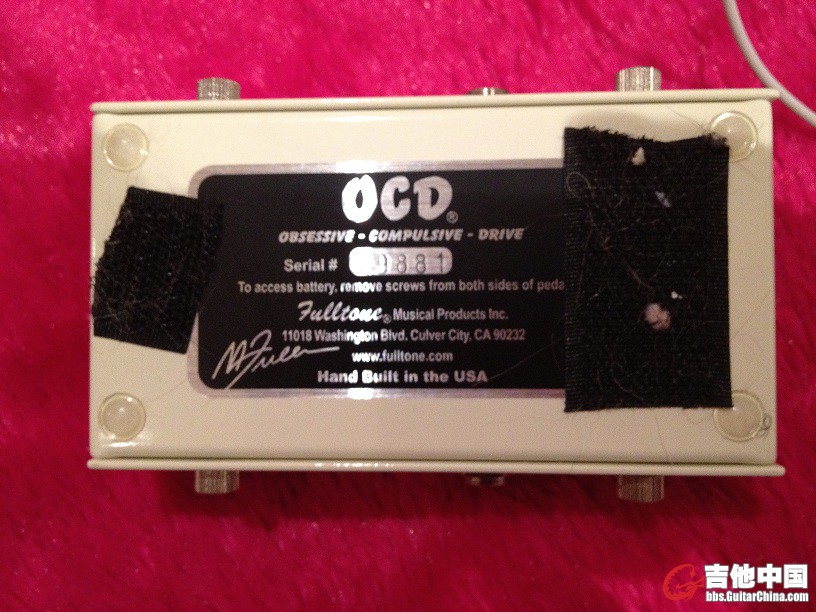 OCD®
OBSESSIVE - COMPULSIVE - DRIVE
Serial # 9881
To access battery, remove screws from both sides of peda
Fulltone® Musical Products Inc.
11018 Washington Blvd. Culver City, CA 90232
www.fulltone.com
M Fuller
Hand Built in the USA
吉他中国
bbs.GuitarChina.com